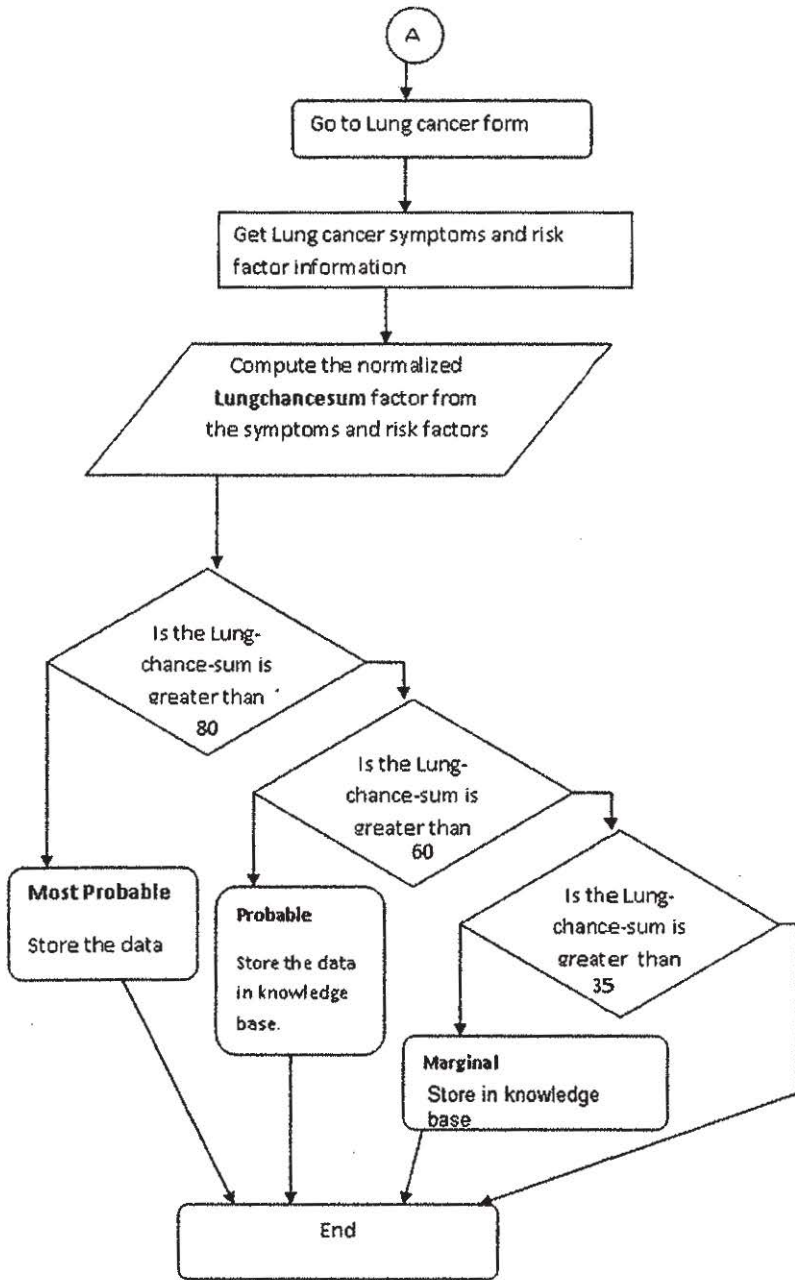 A
Go to Lung cancer form
Get Lung cancer symptoms and risk
factor information
Compute the normalized
Lungchancesum factor from
the symptoms and risk factors
Is the Lung-
chance-sum is
greater than
80
Is the Lung-
chance-sum is
greater than
60
Is the Lung-
chance-sum is
greater than
35
Most Probable
Store the data
Probable
Store the data
in knowledge
base.
Marginal
Store in knowledge
base
End